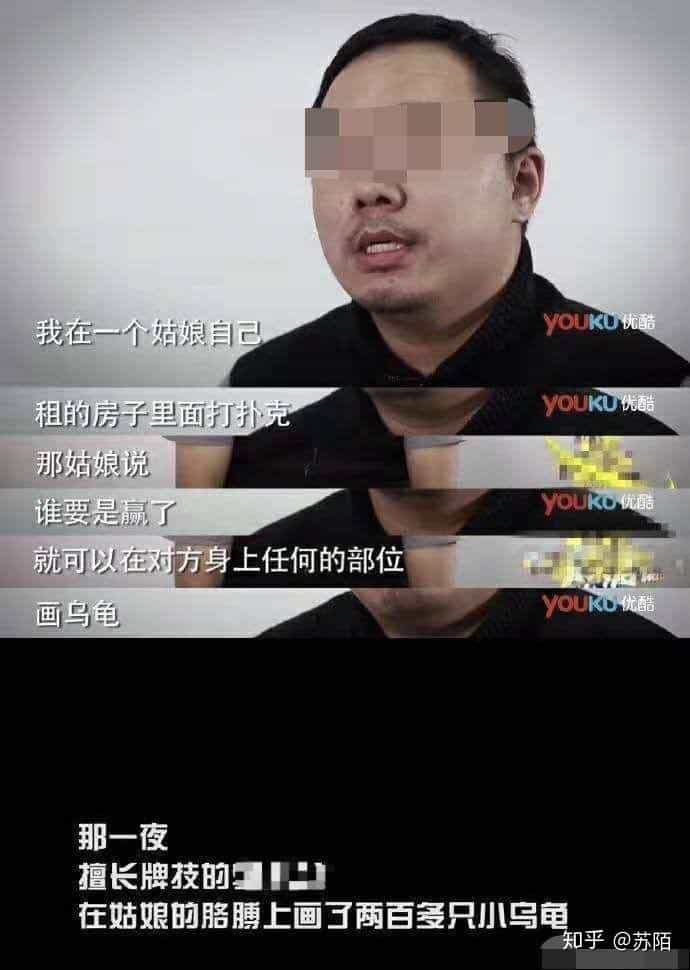 我在一个姑娘自己
YOUKU 优酷
租的房子里面打扑克
YOUKU 优酷
那姑娘说
谁要是赢了
YOUKU 优酷
就可以在对方身上任何的部位
画乌龟
YOUKU 优酷
那一夜
擅长牌技的
在姑娘的胳膊上画了两百多只小乌龟
知乎 @苏陌